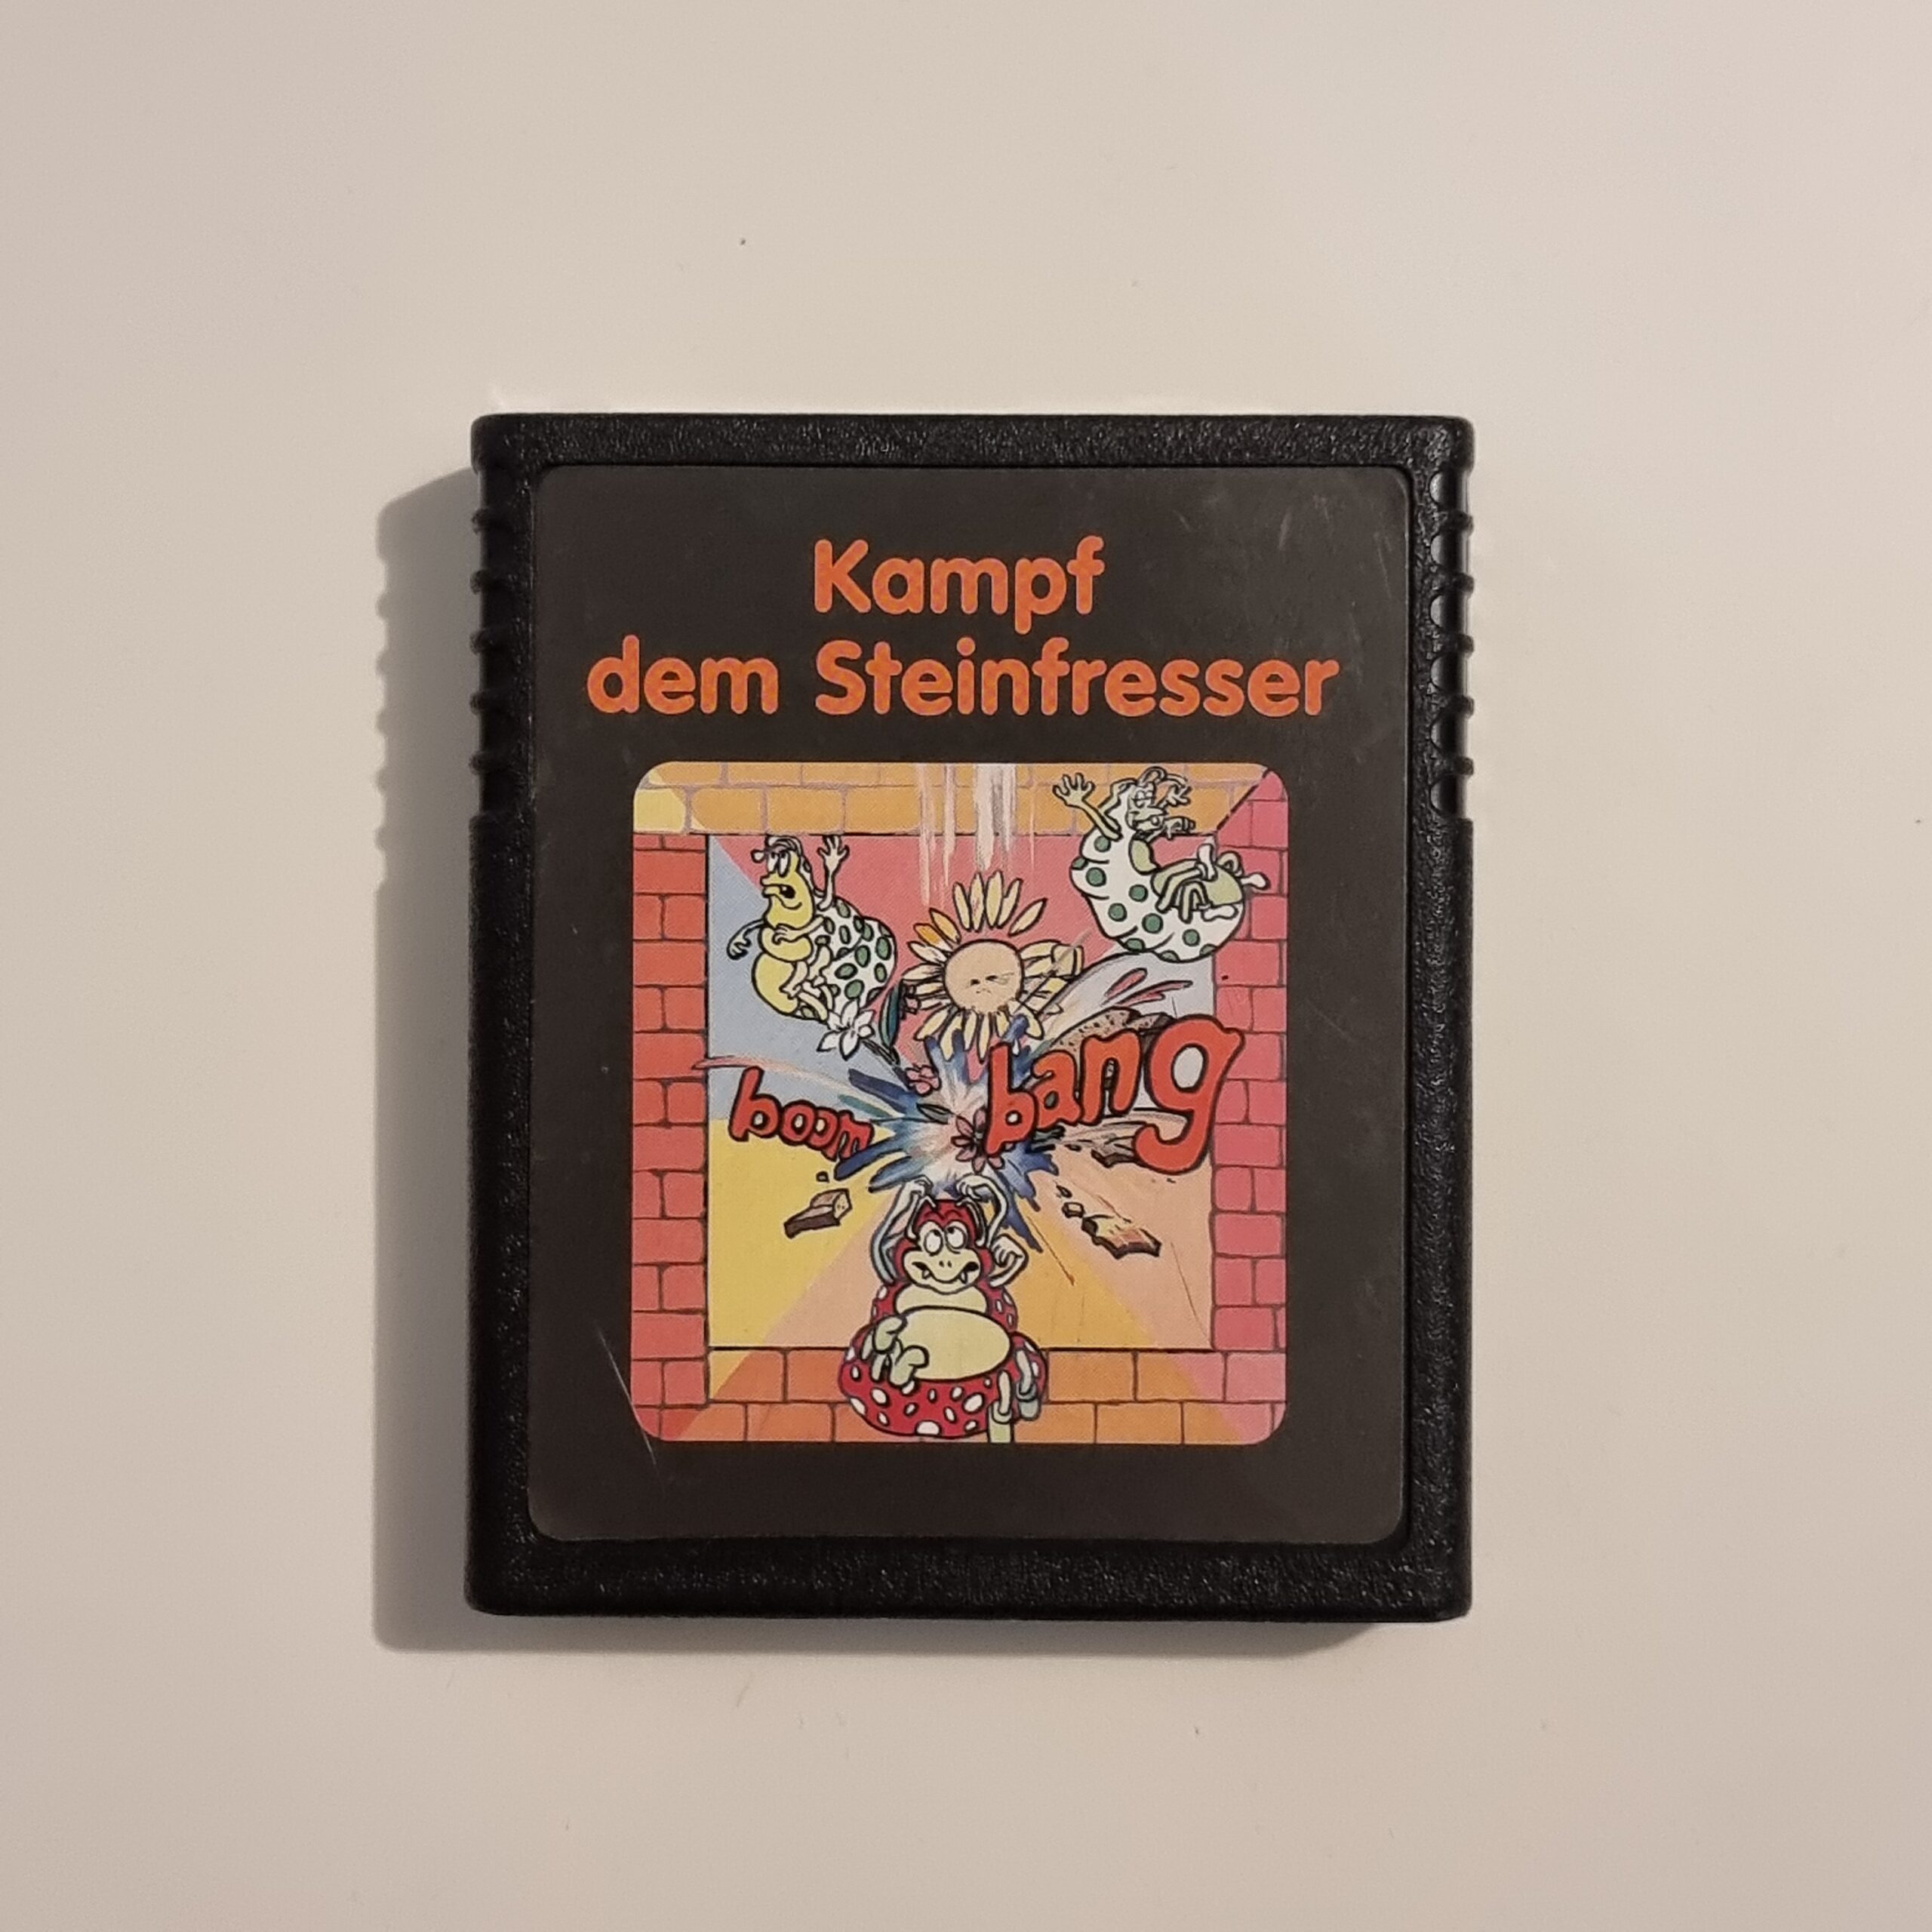 Kampf
dem Steinfresser
boom
bang